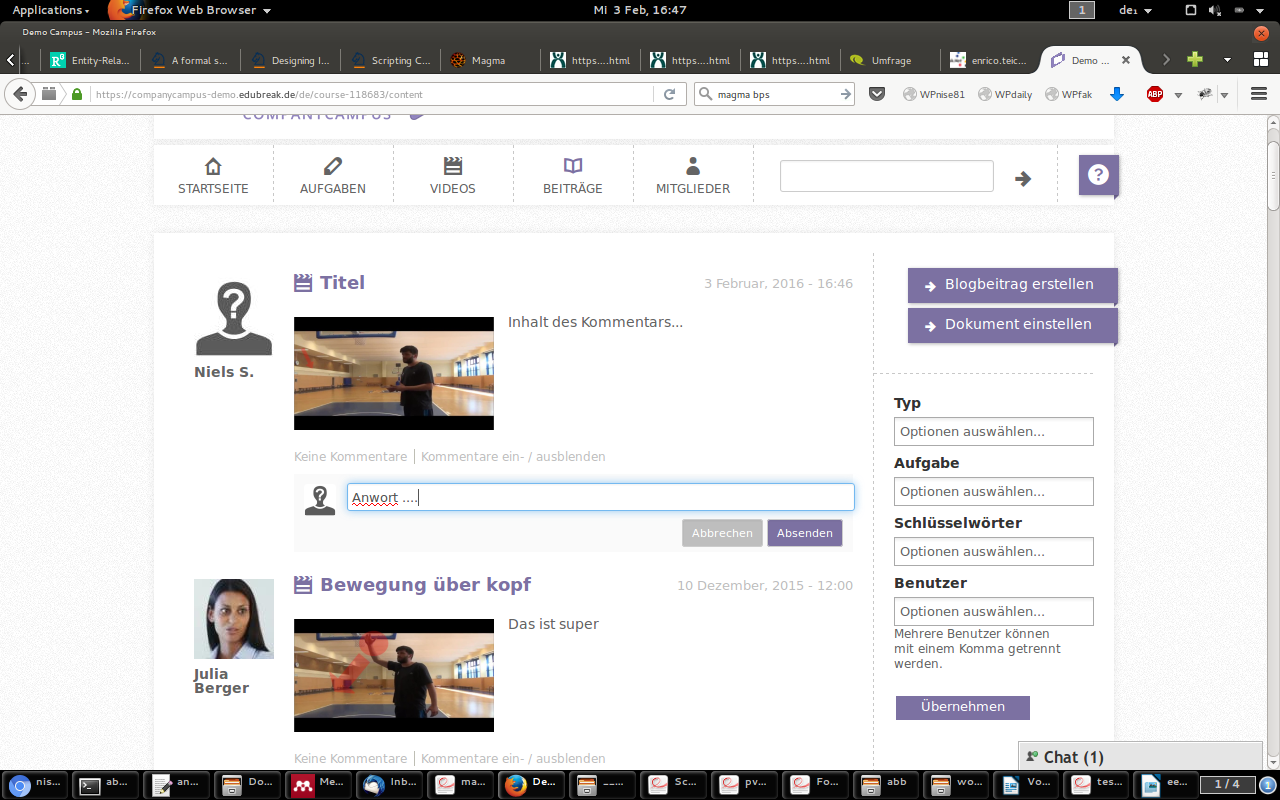 Applications
Firefox Web Browser
Mi 3 Feb, 16:47
1
de₁
Demo Campus – Mozilla Firefox
...
Entity-Rela...
A formal s...
Designing I...
Scripting C...
Magma
https....html
https....html
https....html
Umfrage
enrico.teic...
Demo ...
https://companycampus-demo.edubreak.de/de/course-118683/content
magma bps
WPnise81
WPdaily
WPfak
ABP
COMPANYCAMPUS
STARTSEITE
AUFGABEN
VIDEOS
BEITRÄGE
MITGLIEDER
?
Titel
3 Februar, 2016 - 16:46
Niels S.
Inhalt des Kommentars...
Keine Kommentare | Kommentare ein- / ausblenden
Anwort ....
Abbrechen
Absenden
Bewegung über kopf
10 Dezember, 2015 - 12:00
Julia
Berger
Das ist super
Keine Kommentare | Kommentare ein- / ausblenden
Blogbeitrag erstellen
Dokument einstellen
Typ
Optionen auswählen...
Aufgabe
Optionen auswählen...
Schlüsselwörter
Optionen auswählen...
Benutzer
Optionen auswählen...
Mehrere Benutzer können
mit einem Komma getrennt
werden.
Übernehmen
Chat (1)
nis...
ab...
an...
Do...
Me...
Inb...
ma...
De...
__...
Sc...
pv...
Fo...
abb
wo...
Vo...
tes...
ee...
1 / 4
1